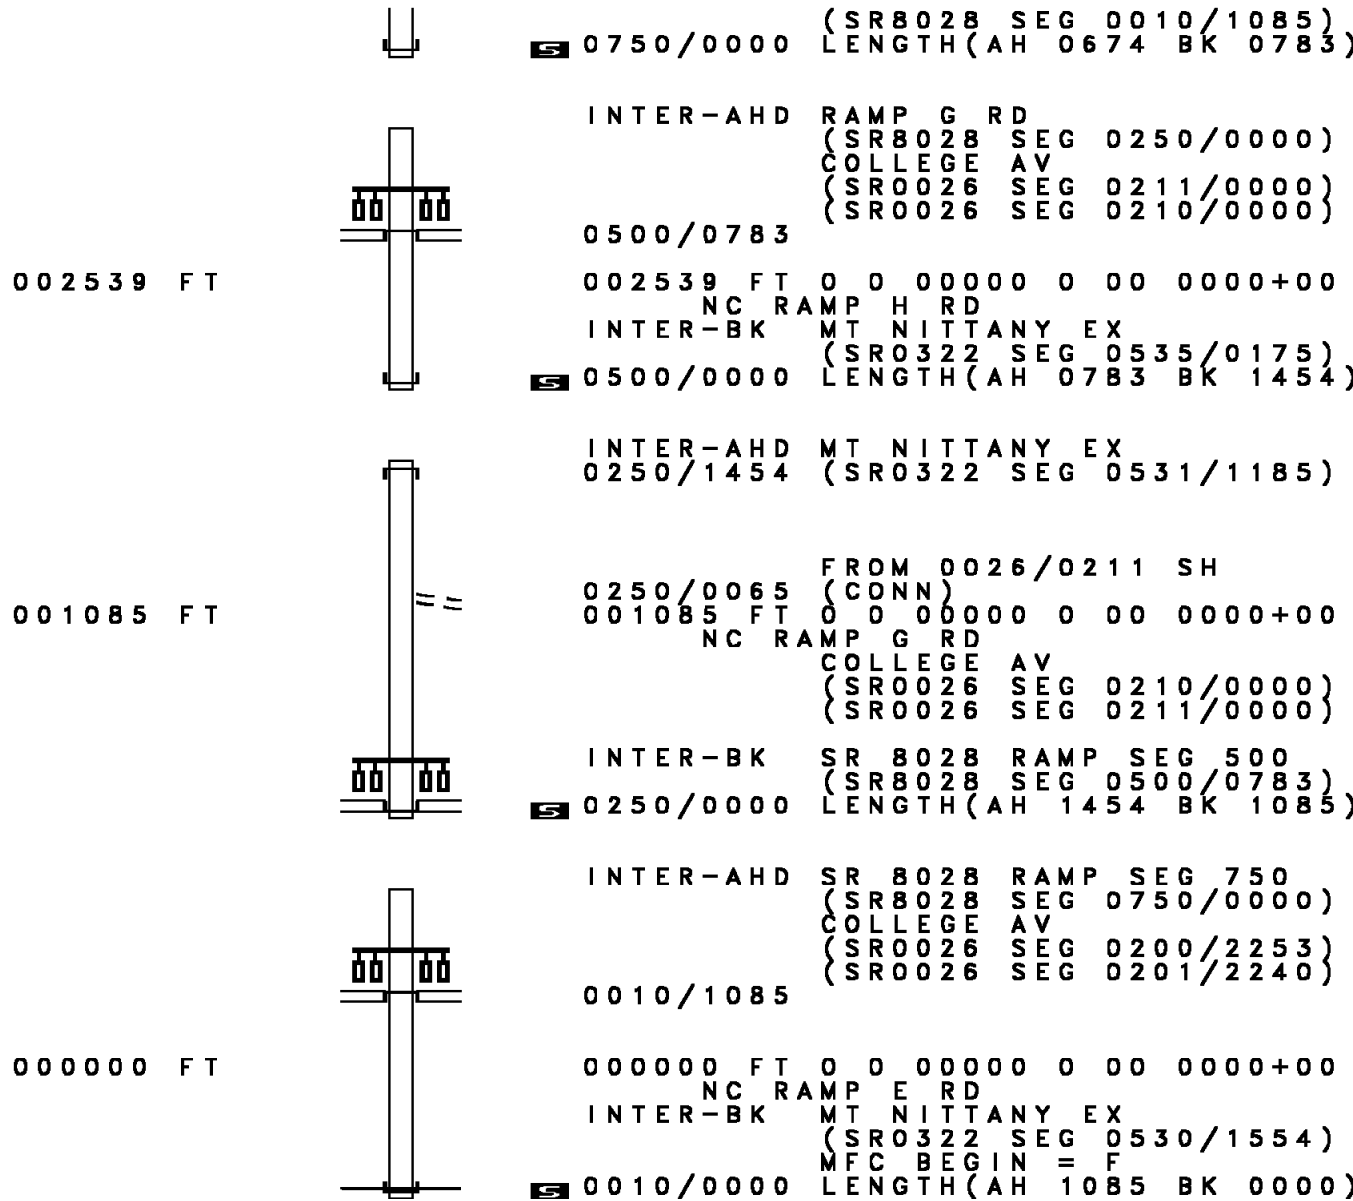 (SR8028 SEG 0010/1085)
S 0750/0000 LENGTH(AH 0674 BK 0783)
INTER-AHD RAMP G RD
(SR8028 SEG 0250/0000)
COLLEGE AV
(SR0026 SEG 0211/0000)
(SR0026 SEG 0210/0000)
0500/0783
002539 FT 002539 FT 0 0 00000 0 00 0000+00
NC RAMP H RD
INTER-BK MT NITTANY EX
(SR0322 SEG 0535/0175)
S 0500/0000 LENGTH(AH 0783 BK 1454)
INTER-AHD MT NITTANY EX
0250/1454 (SR0322 SEG 0531/1185)
FROM 0026/0211 SH
0250/0065 (CONN)
001085 FT 001085 FT 0 0 00000 0 00 0000+00
NC RAMP G RD
COLLEGE AV
(SR0026 SEG 0210/0000)
(SR0026 SEG 0211/0000)
INTER-BK SR 8028 RAMP SEG 500
(SR8028 SEG 0500/0783)
S 0250/0000 LENGTH(AH 1454 BK 1085)
INTER-AHD SR 8028 RAMP SEG 750
(SR8028 SEG 0750/0000)
COLLEGE AV
(SR0026 SEG 0200/2253)
(SR0026 SEG 0201/2240)
0010/1085
000000 FT 000000 FT 0 0 00000 0 00 0000+00
NC RAMP E RD
INTER-BK MT NITTANY EX
(SR0322 SEG 0530/1554)
MFC BEGIN = F
S 0010/0000 LENGTH(AH 1085 BK 0000)